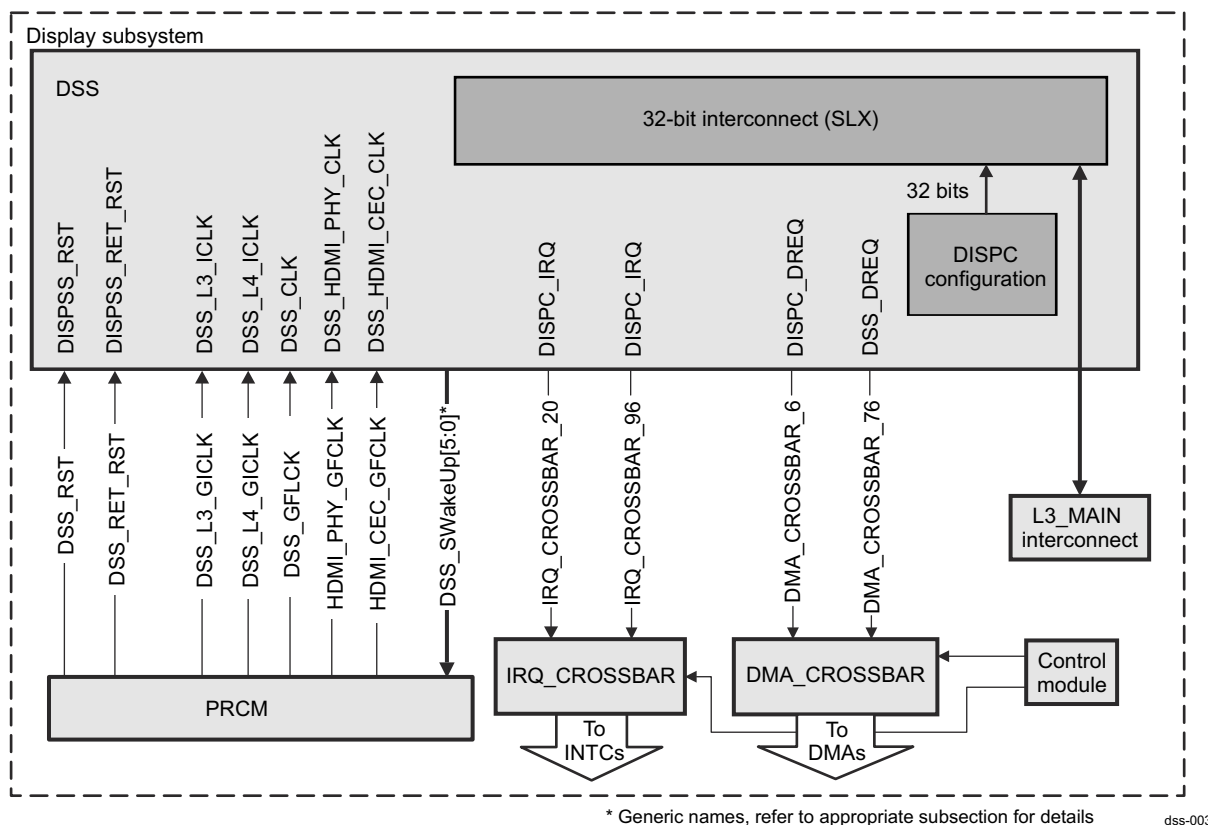 Display subsystem
DSS
32-bit interconnect (SLX)
32 bits
DISPC
configuration
DISPSS_RST
DISPSS_RET_RST
DSS_L3_ICLK
DSS_L4_ICLK
DSS_CLK
DSS_HDMI_PHY_CLK
DSS_HDMI_CEC_CLK
DISPC_IRQ
DISPC_IRQ
DISPC_DREQ
DSS_DREQ
DSS_RST
DSS_RET_RST
DSS_L3_GICLK
DSS_L4_GICLK
DSS_GFLCK
HDMI_PHY_GFCLK
HDMI_CEC_GFCLK
DSS_SWakeUp[5:0]*
IRQ_CROSSBAR_20
IRQ_CROSSBAR_96
DMA_CROSSBAR_6
DMA_CROSSBAR_76
L3_MAIN
interconnect
PRCM
IRQ_CROSSBAR
DMA_CROSSBAR
Control
module
To
INTCs
To
DMAs
* Generic names, refer to appropriate subsection for details
dss-003